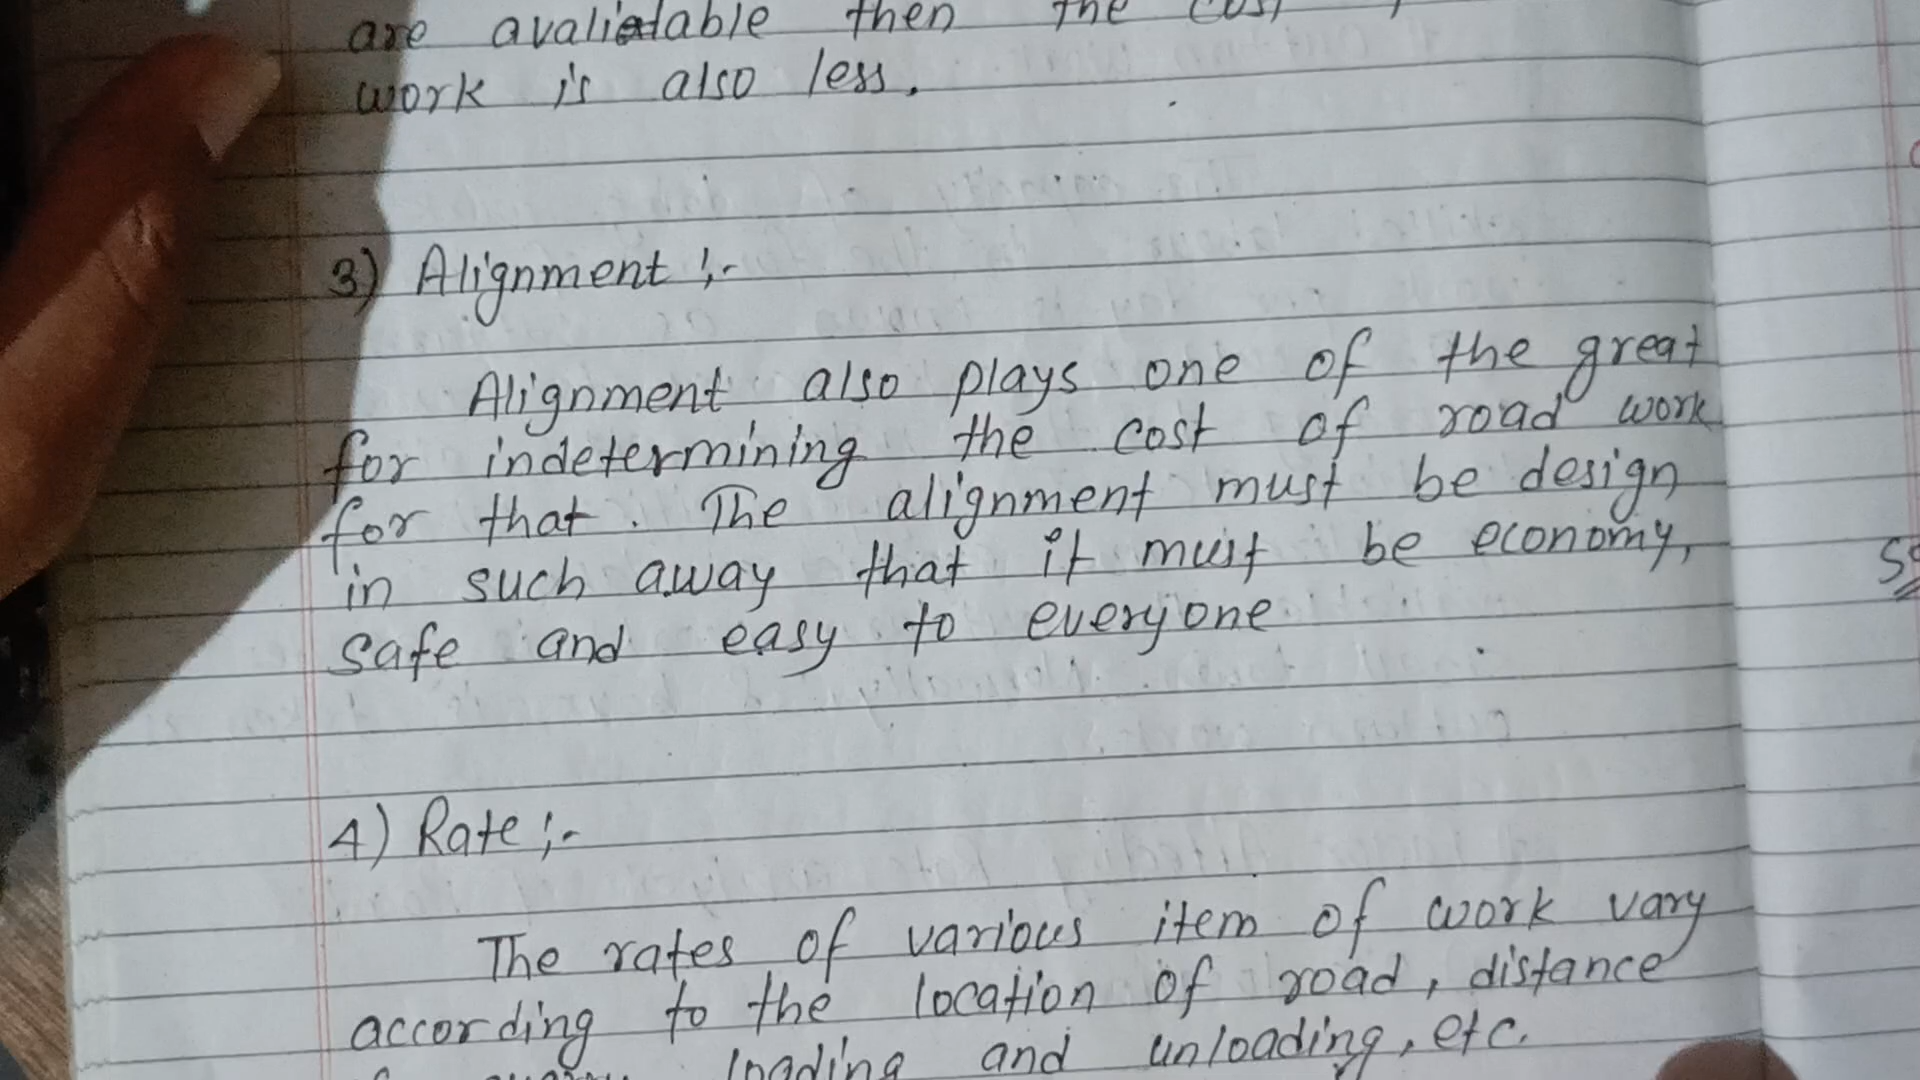 are avalialable then the cost
work is also less.
3) Alignment :-
Alignment also plays one of the great
for indetermining the cost of road work
for that. The alignment must be design
in such away that it must be economy,
safe and easy to everyone
4) Rate :-
The rates of various item of work vary
according to the location of road, distance
loading and unloading, etc.